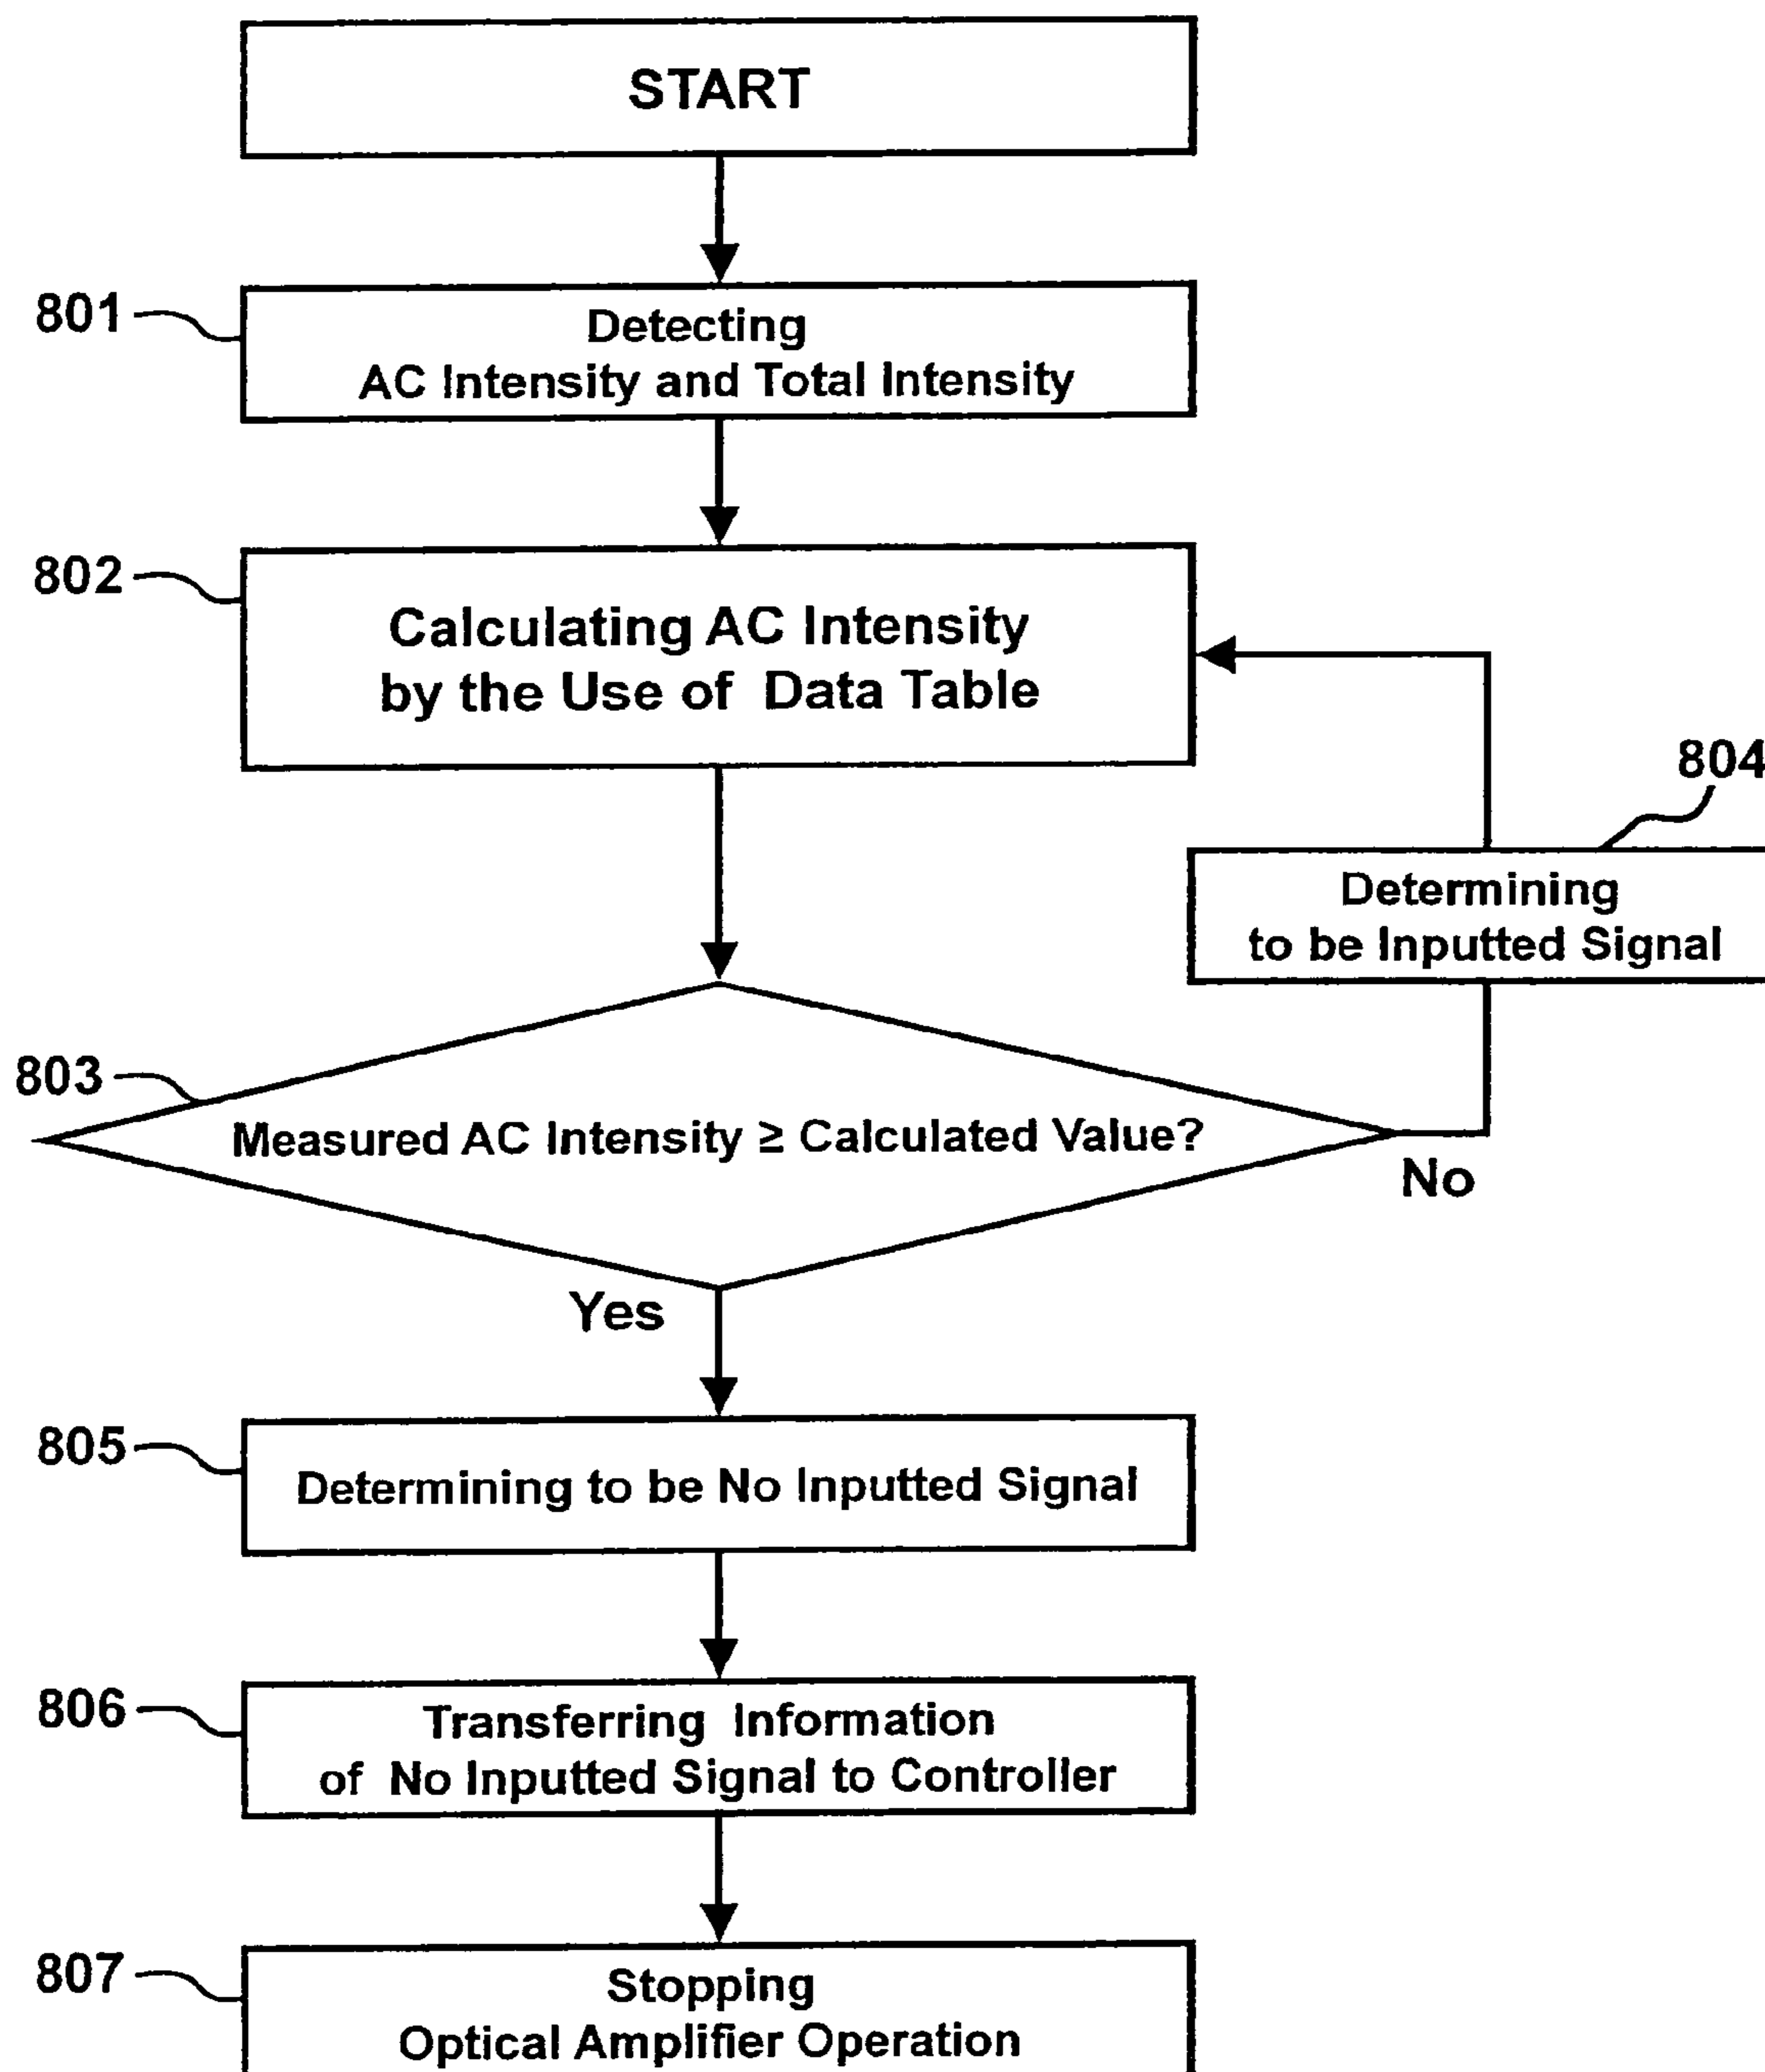 START
801
Detecting
AC Intensity and Total Intensity
802
Calculating AC Intensity
by the Use of Data Table
804
Determining
to be Inputted Signal
803
Measured AC Intensity ≥ Calculated Value?
No
Yes
805
Determining to be No Inputted Signal
806
Transferring Information
of No Inputted Signal to Controller
807
Stopping
Optical Amplifier Operation